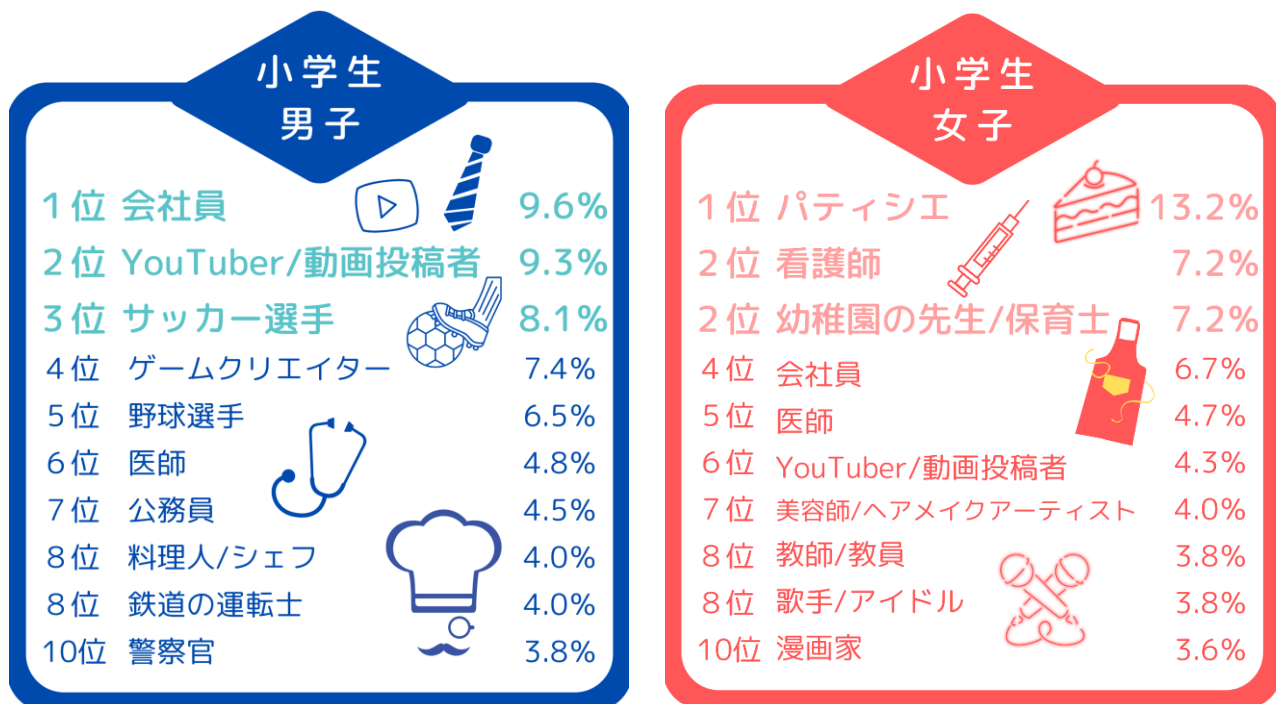 小学生
男子
1位 会社員 9.6%
2位 YouTuber/動画投稿者 9.3%
3位 サッカー選手 8.1%
4位 ゲームクリエイター 7.4%
5位 野球選手 6.5%
6位 医師 4.8%
7位 公務員 4.5%
8位 料理人/シェフ 4.0%
8位 鉄道の運転士 4.0%
10位 警察官 3.8%
小学生
女子
1位 パティシエ 13.2%
2位 看護師 7.2%
2位 幼稚園の先生/保育士 7.2%
4位 会社員 6.7%
5位 医師 4.7%
6位 YouTuber/動画投稿者 4.3%
7位 美容師/ヘアメイクアーティスト 4.0%
8位 教師/教員 3.8%
8位 歌手/アイドル 3.8%
10位 漫画家 3.6%